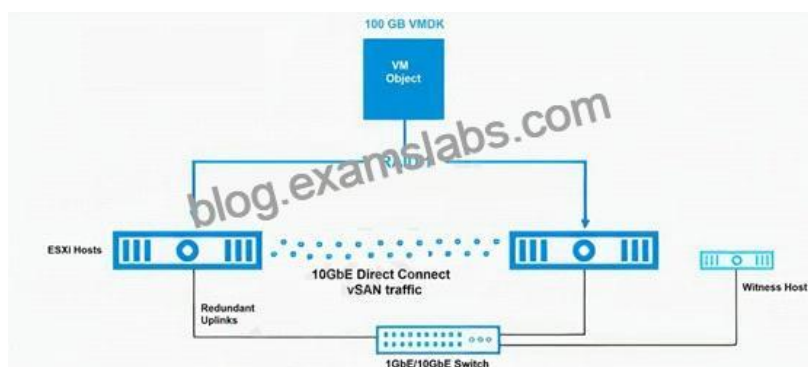 100 GB VMDK
VM
Object
blog.examslabs.com
ESXi Hosts
10GbE Direct Connect
vSAN traffic
Redundant
Uplinks
Witness Host
1GbE/10GbE Switch